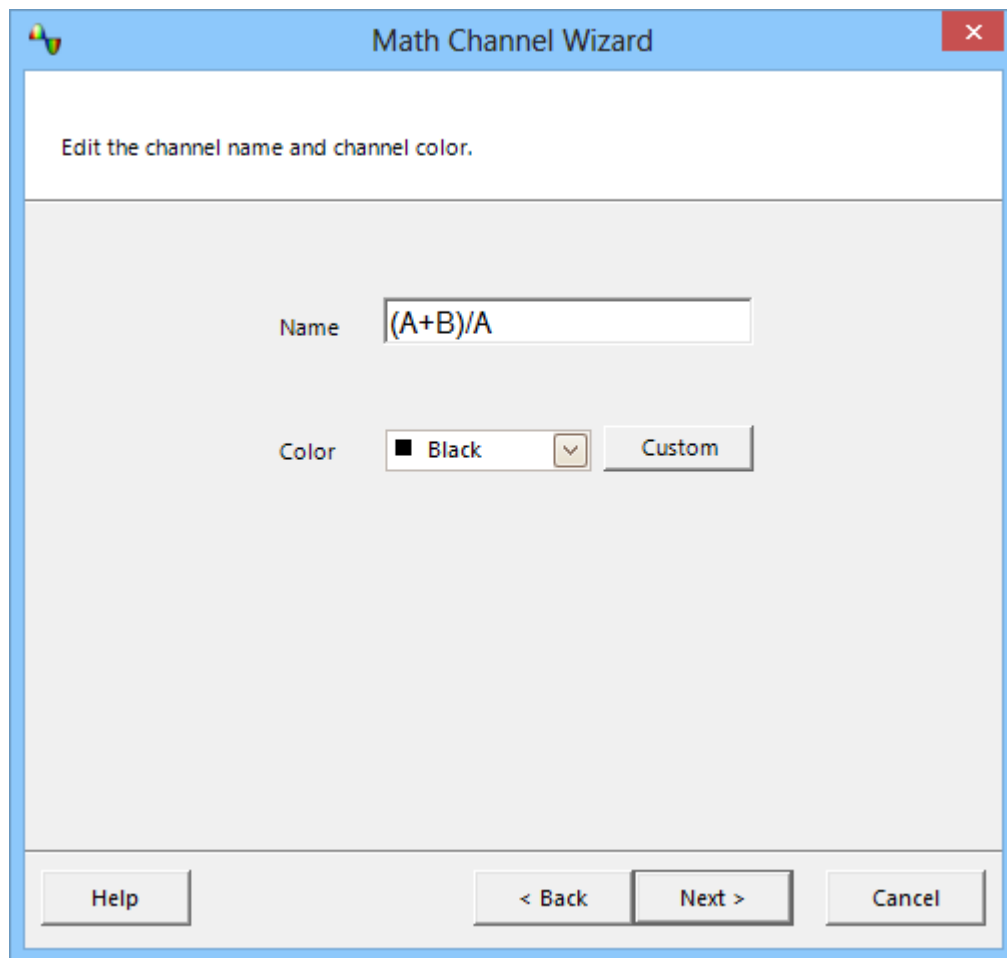 Math Channel Wizard
Edit the channel name and channel color.
Name (A+B)/A
Color Black Custom
Help < Back Next > Cancel